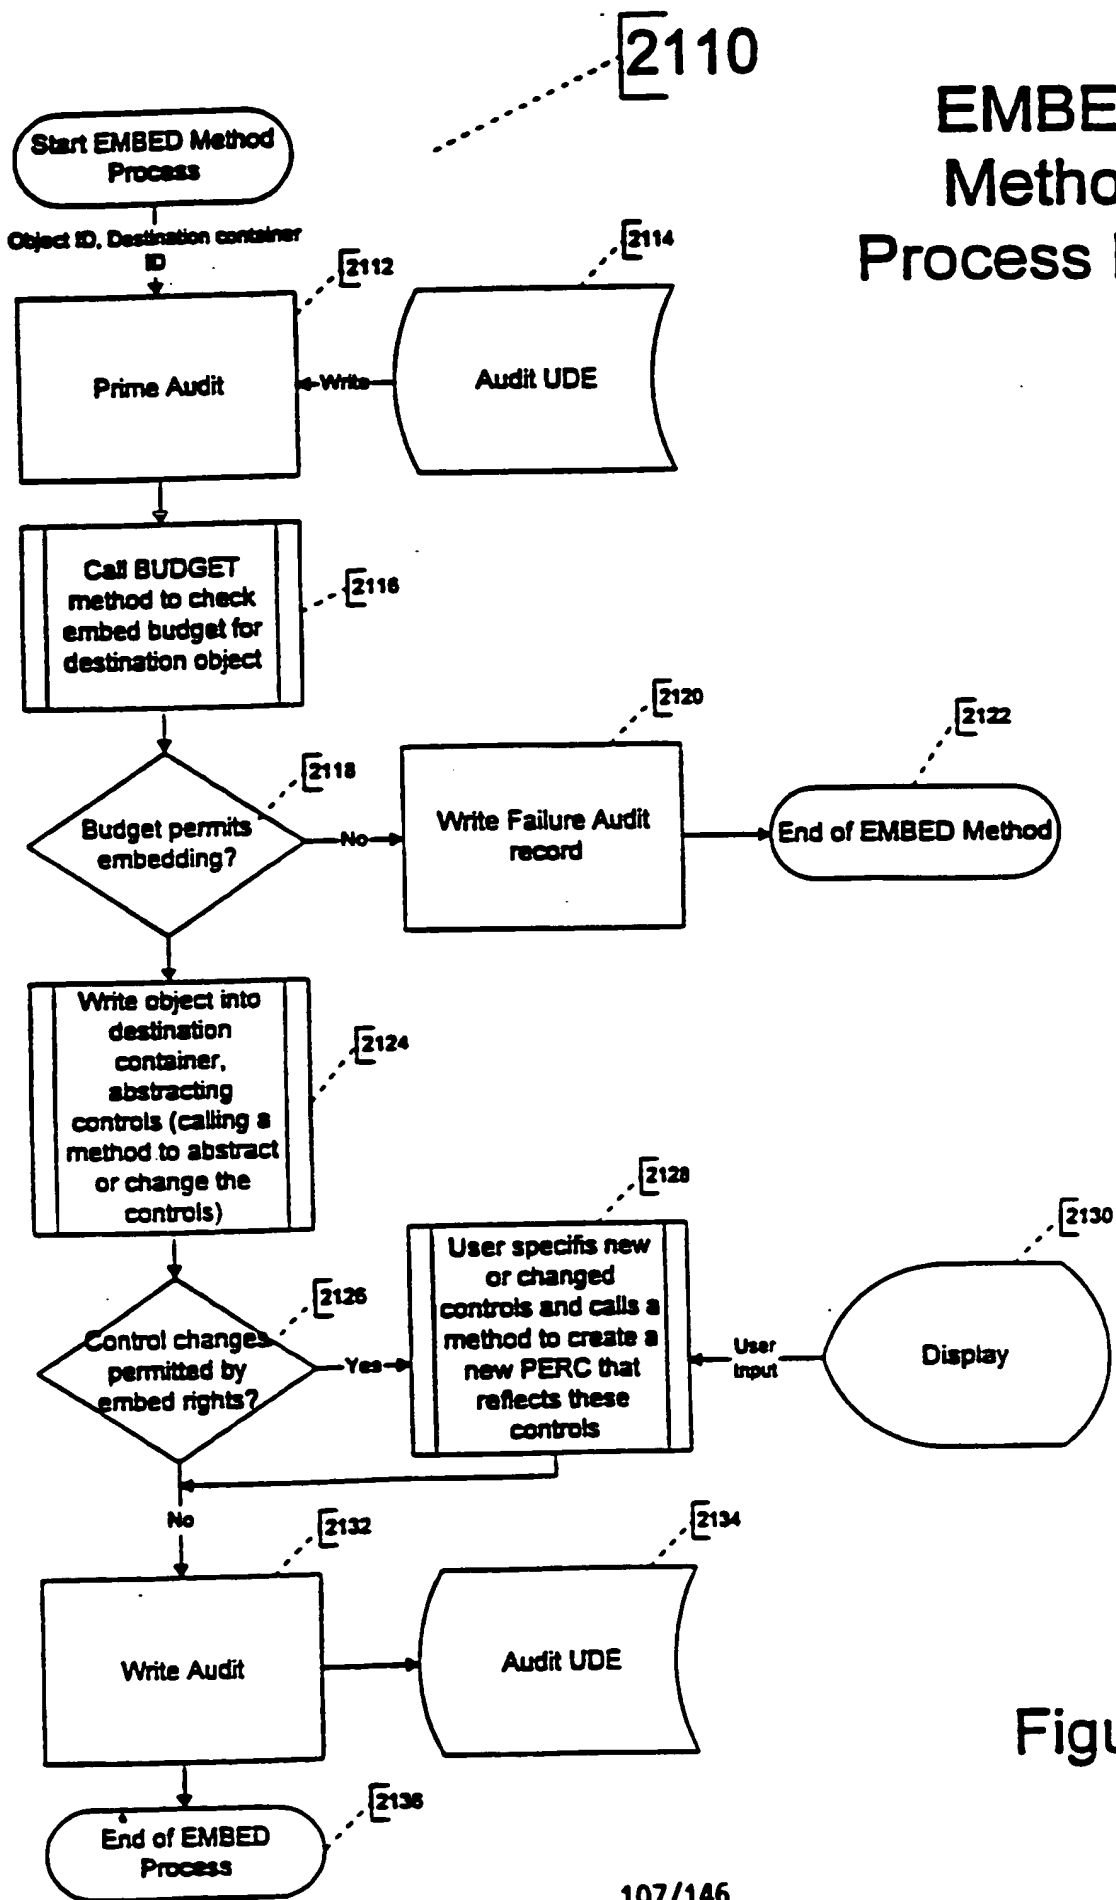 2110
EMBE
Metho
Process
Start EMBED Method
Process
Object ID, Destination container
ID
2112
2114
Prime Audit
Write
Audit UDE
Call BUDGET
method to check
embed budget for
destination object
2116
2118
Budget permits
embedding?
No
2120
Write Failure Audit
record
2122
End of EMBED Method
Write object into
destination
container,
abstracting
controls (calling a
method to abstract
or change the
controls)
2124
2126
Control changes
permitted by
embed rights?
Yes
2128
User specifis new
or changed
controls and calls a
method to create a
new PERC that
reflects these
controls
User
Input
2130
Display
No
2132
Write Audit
2134
Audit UDE
Figu
2136
End of EMBED
Process
107/146